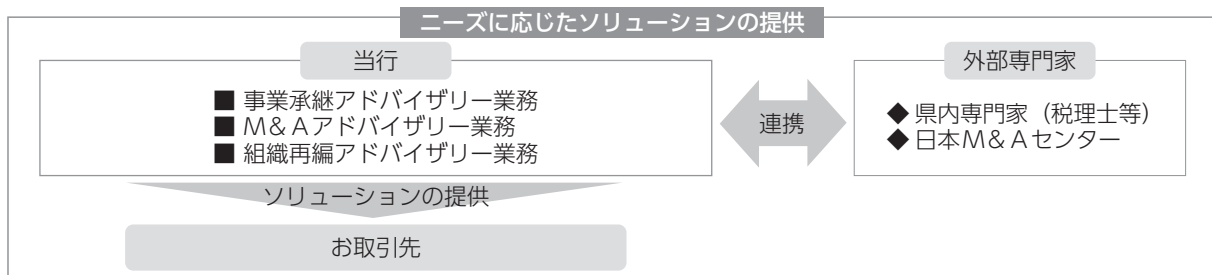 ニーズに応じたソリューションの提供
当行
■ 事業承継アドバイザリー業務
■ M&Aアドバイザリー業務
■ 組織再編アドバイザリー業務
連携
外部専門家
◆ 県内専門家（税理士等）
◆ 日本M&Aセンター
ソリューションの提供
お取引先